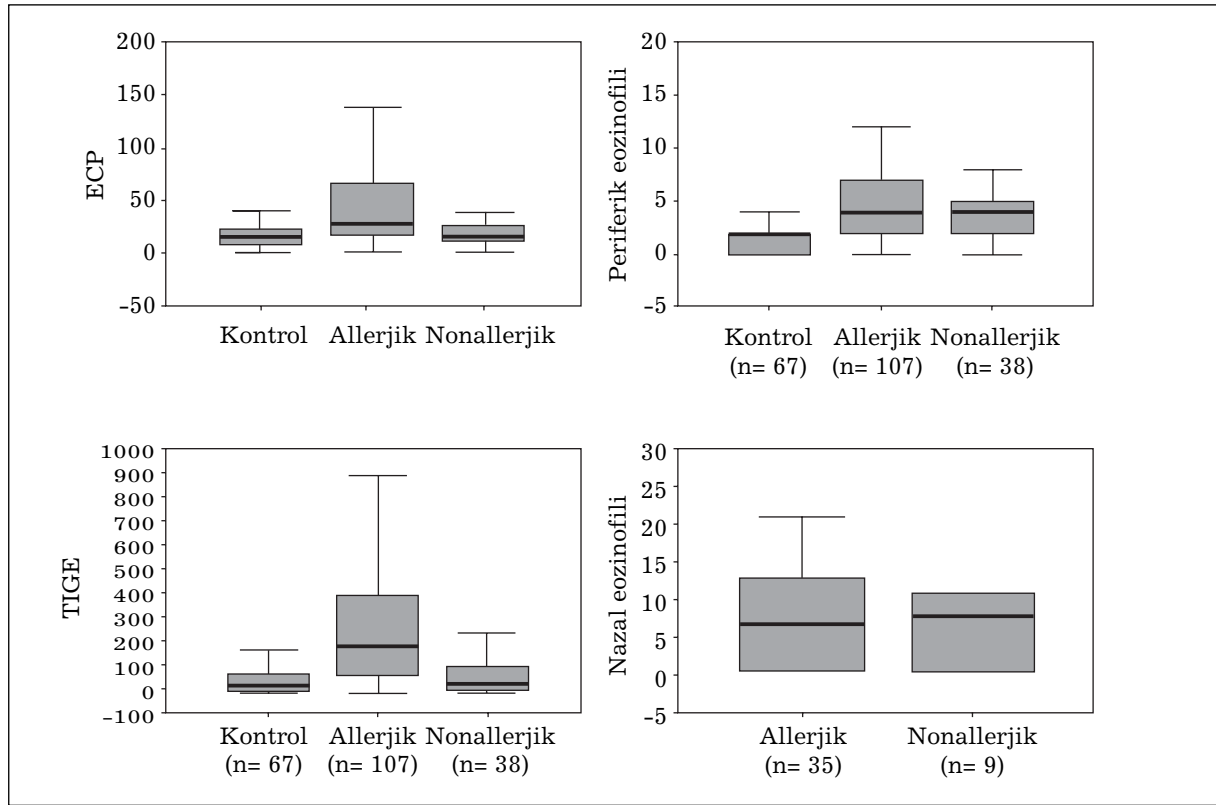 200
150
100
50
0
-50
ECP
Kontrol Allerjik Nonallerjik
20
15
10
5
0
-5
Periferik eozinofili
Kontrol Allerjik Nonallerjik
(n= 67) (n= 107) (n= 38)
1000
900
800
700
600
500
400
300
200
100
0
-100
TIGE
Kontrol Allerjik Nonallerjik
(n= 67) (n= 107) (n= 38)
30
25
20
15
10
5
0
-5
Nazal eozinofili
Allerjik Nonallerjik
(n= 35) (n= 9)